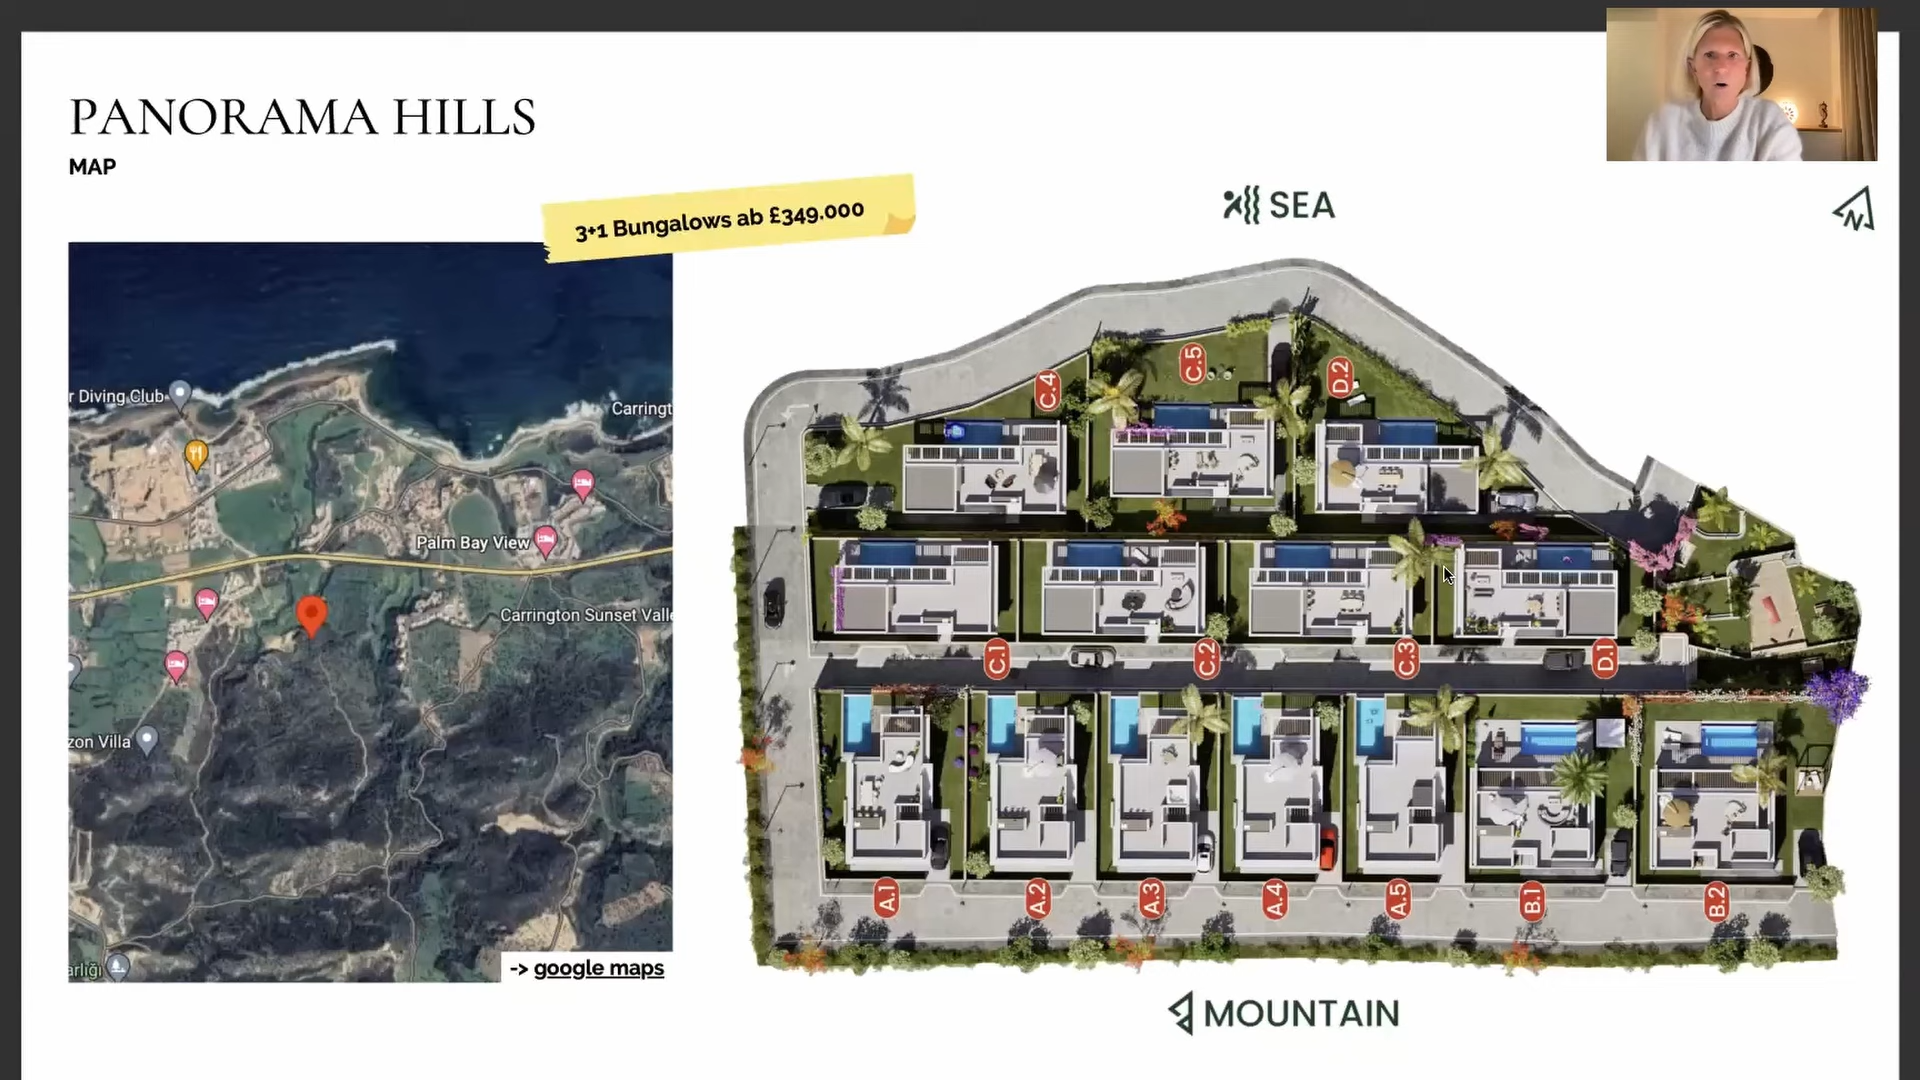 PANORAMA HILLS
MAP
3+1 Bungalows ab £349.000
SEA
N
r Diving Club
Carringt
Palm Bay View
Carrington Sunset Valle
zon Villa
arlığı
-> google maps
C.4
C.5
D.2
C.1
C.2
C.3
D.1
A.1
A.2
A.3
A.4
A.5
B.1
B.2
MOUNTAIN